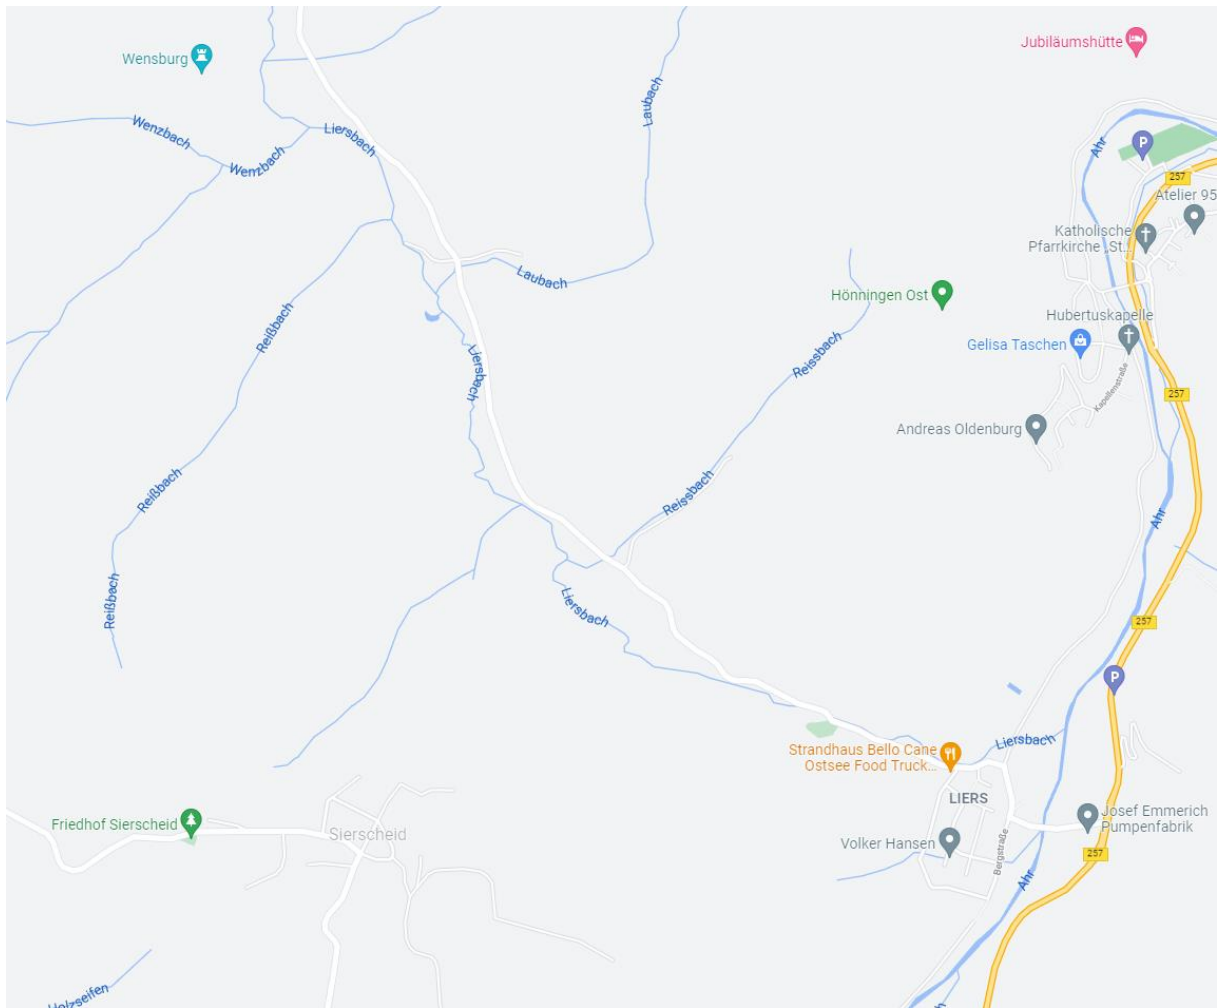 Jubiläumshütte
Wensburg
Laubach
Wenzbach
Liersbach
Ahr
P
Wenzbach
257
Atelier 95
Katholische
Pfarrkirche „St...
Laubach
Hönningen Ost
Reißbach
Hubertuskapelle
Gelisa Taschen
Reissbach
Liersbach
Kapellenstraße
257
Andreas Oldenburg
Reißbach
Reissbach
Ahr
Reißbach
Liersbach
257
P
Liersbach
Strandhaus Bello Cane
Ostsee Food Truck...
LIERS
Friedhof Sierscheid
Sierscheid
Josef Emmerich
Pumpenfabrik
Volker Hansen
Bergstraße
257
Ahr
Holzseifen